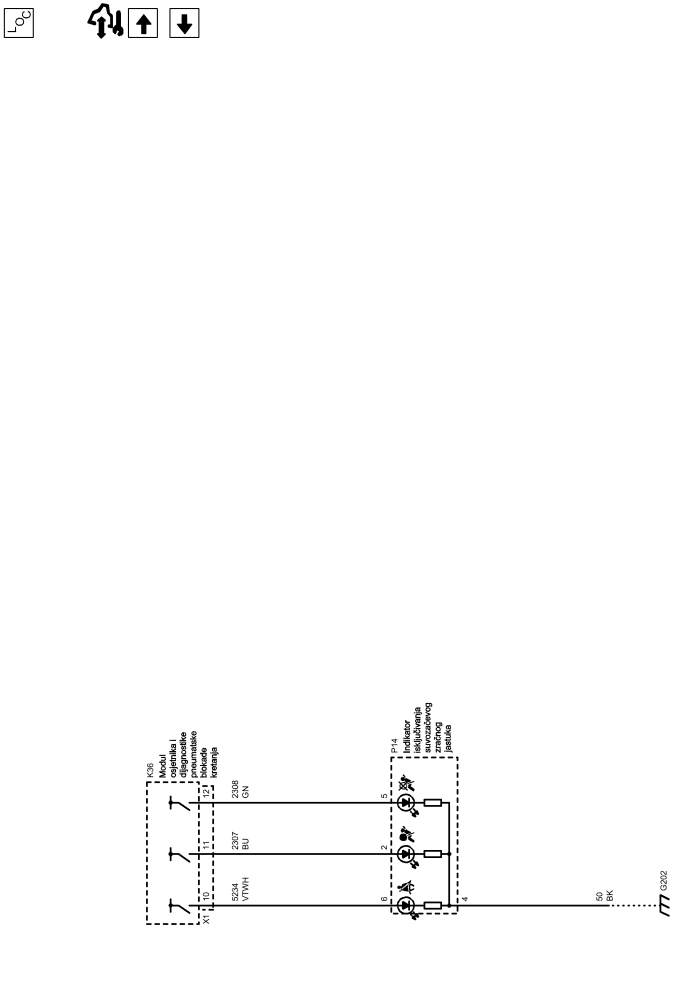 LOC
K36
Modul
osjetnika i
dijagnostike
pneumatske
blokade
kretanja
X1
10
11
12
5234
VTWH
2307
BU
2308
GN
6
2
5
P14
Indikator
isključivanja
suvozačevog
zračnog
jastuka
4
50
BK
G202